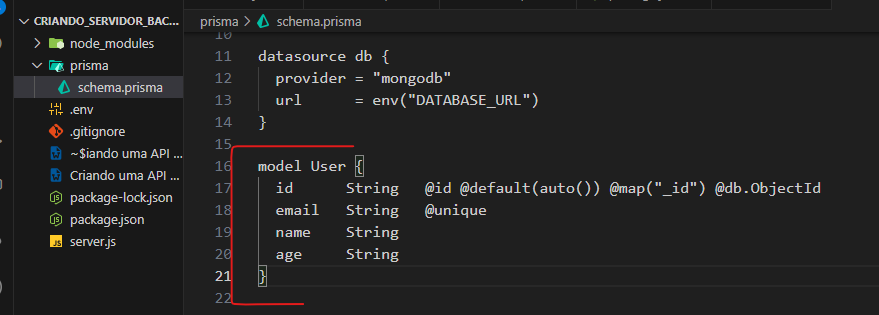 CRIANDO_SERVIDOR_BAC...
node_modules
prisma
schema.prisma
.env
.gitignore
~$iando uma API ...
Criando uma API ...
package-lock.json
package.json
server.js
prisma > schema.prisma
10
11 datasource db {
12 provider = "mongodb"
13 url = env("DATABASE_URL")
14 }
15
16 model User {
17 id String @id @default(auto()) @map("_id") @db.ObjectId
18 email String @unique
19 name String
20 age String
21 }
22